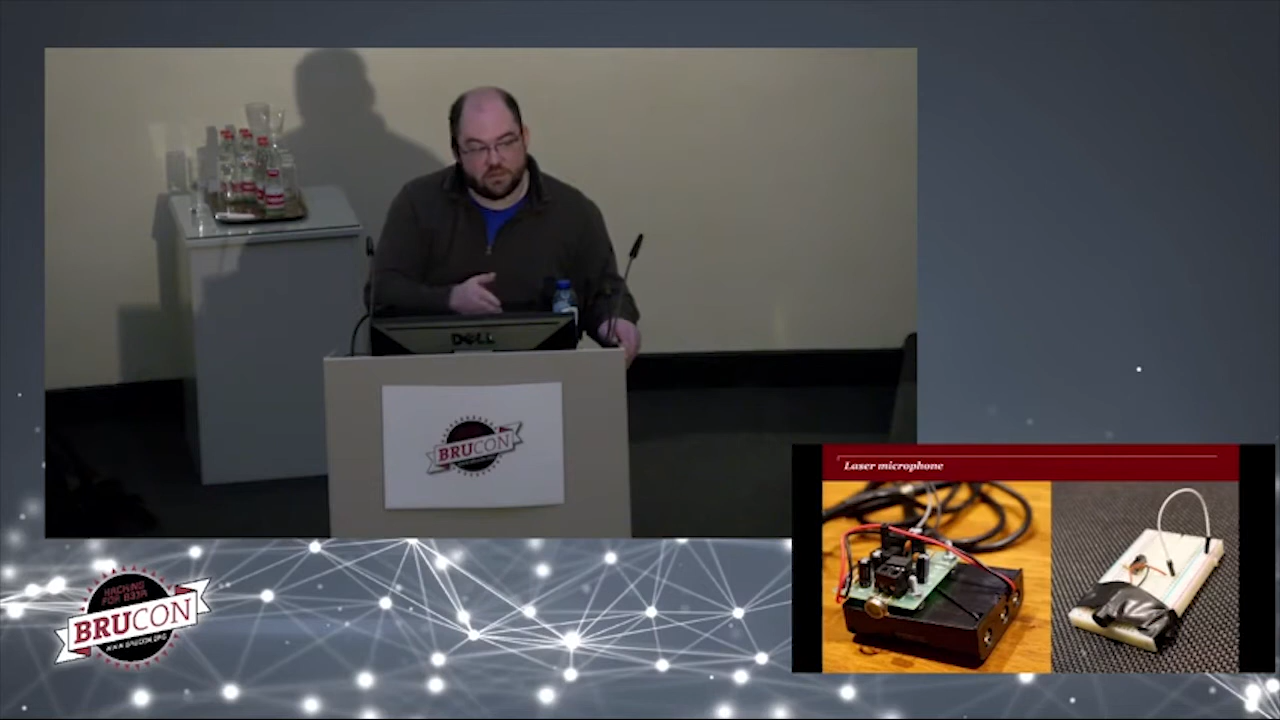 DELL
BRUCON
Laser microphone
HACKING
FOR B33R
BRUCON
WWW.BRUCON.ORG